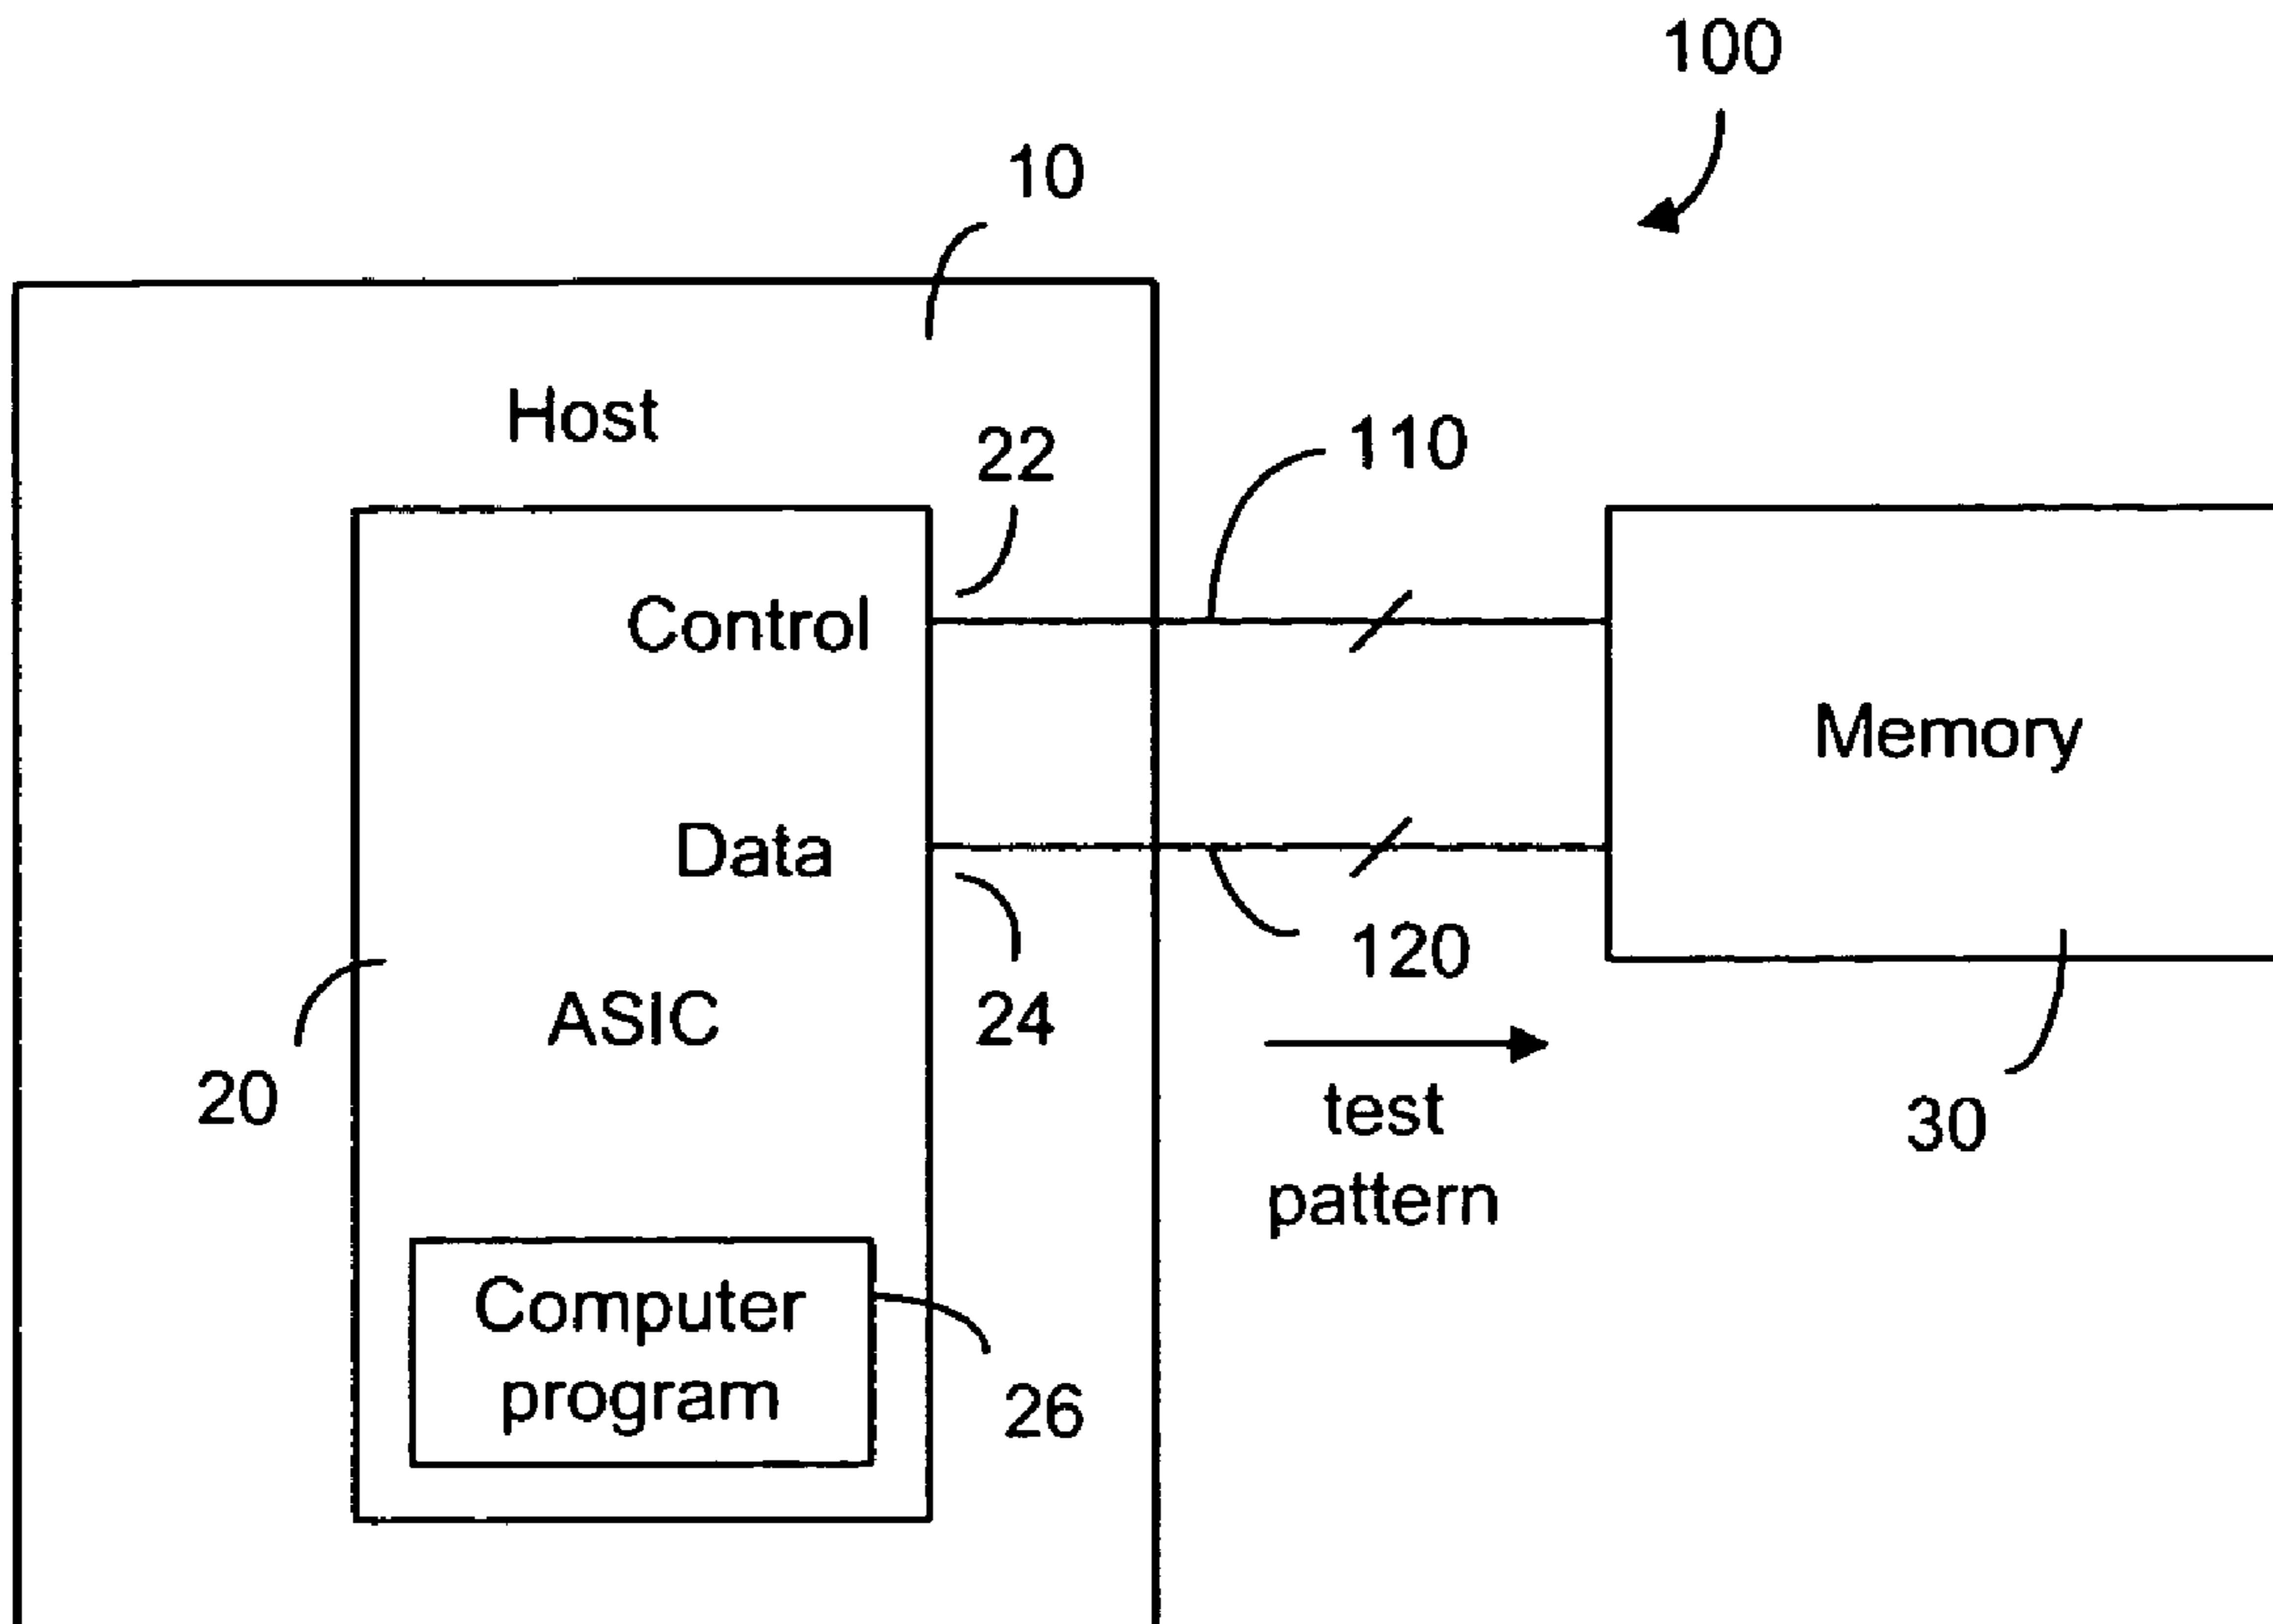 100
10
Host
22
110
Control
Memory
Data
120
20
ASIC
24
test
pattern
30
Computer
program
26